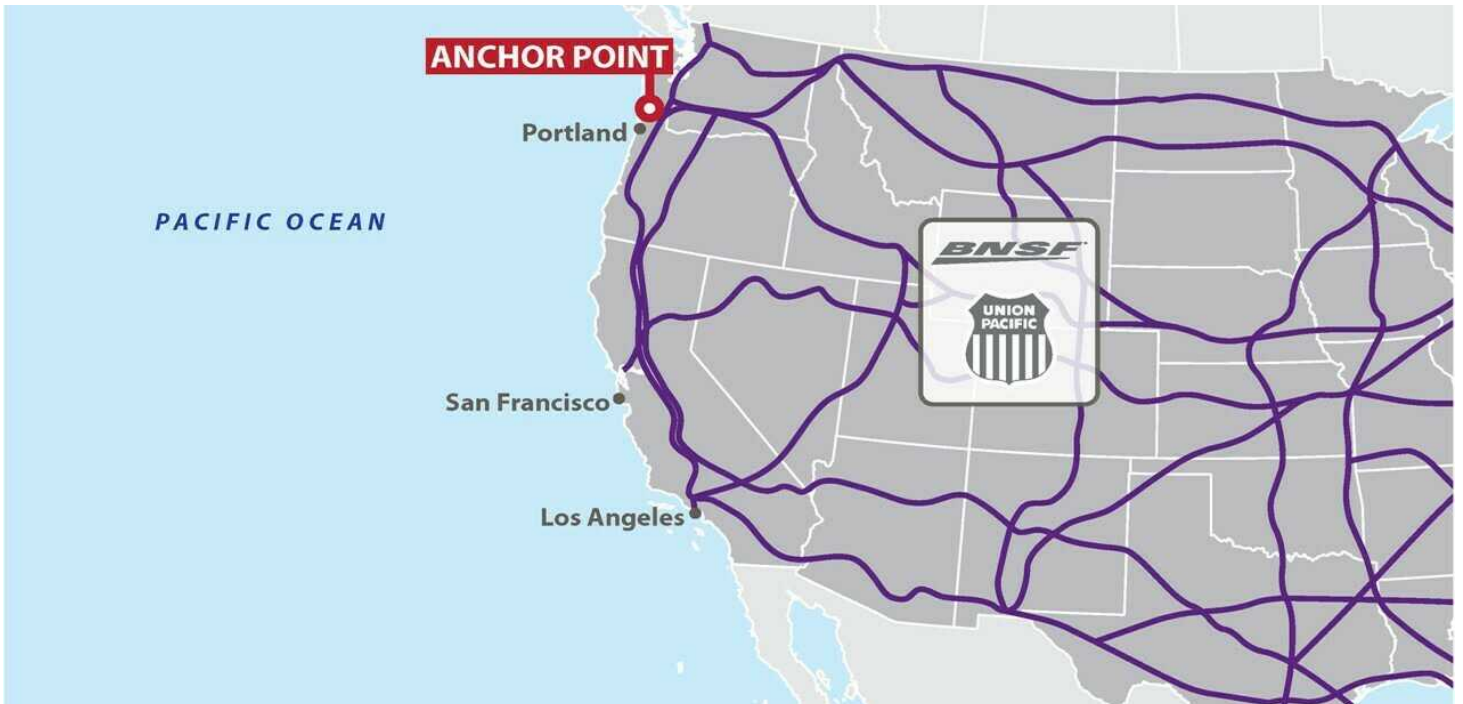 ANCHOR POINT
Portland
PACIFIC OCEAN
BNSF
UNION
PACIFIC
San Francisco
Los Angeles